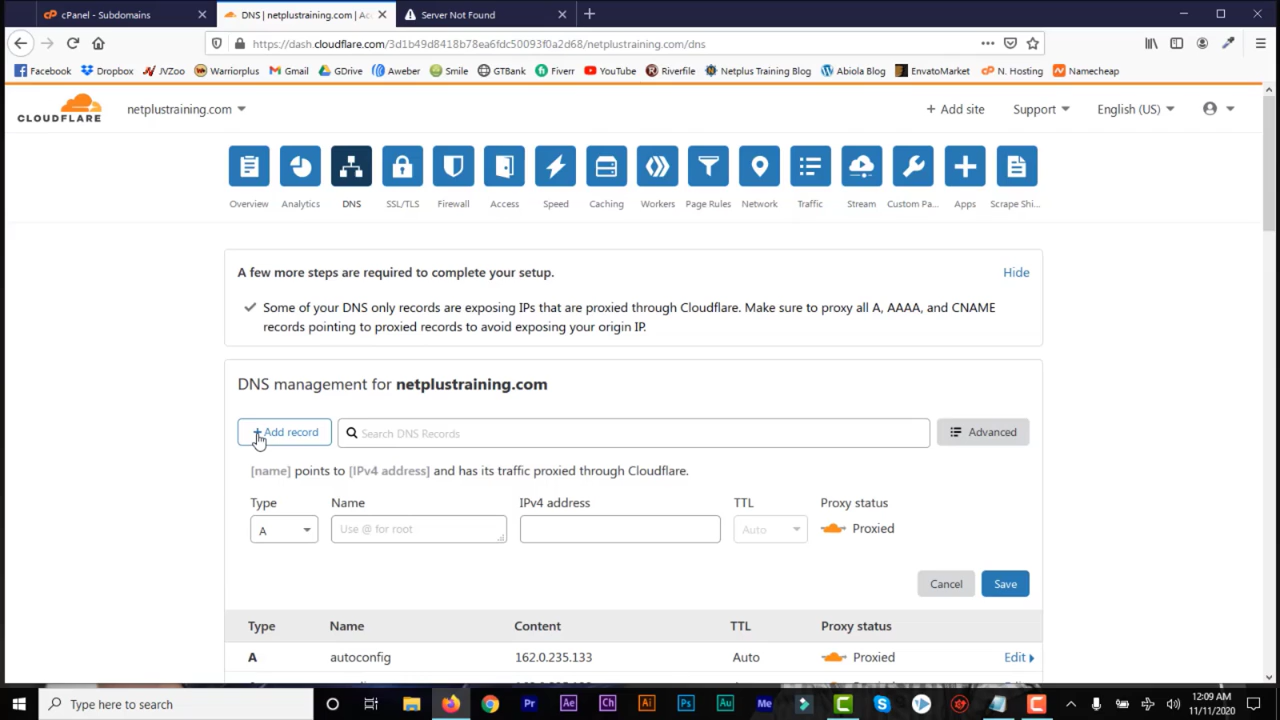 cPanel - Subdomains
DNS | netplustraining.com | Acc
Server Not Found
https://dash.cloudflare.com/3d1b49d8418b78ea6fdc50093f0a2d68/netplustraining.com/dns
Facebook
Dropbox
JVZoo
Warriorplus
Gmail
GDrive
Aweber
Smile
GTBank
Fiverr
YouTube
Riverfile
Netplus Training Blog
Abiola Blog
EnvatoMarket
N. Hosting
Namecheap
CLOUDFLARE
netplustraining.com
+ Add site
Support
English (US)
Overview
Analytics
DNS
SSL/TLS
Firewall
Access
Speed
Caching
Workers
Page Rules
Network
Traffic
Stream
Custom Pa...
Apps
Scrape Shi...
A few more steps are required to complete your setup.
Hide
Some of your DNS only records are exposing IPs that are proxied through Cloudflare. Make sure to proxy all A, AAAA, and CNAME
records pointing to proxied records to avoid exposing your origin IP.
DNS management for netplustraining.com
+ Add record
Search DNS Records
Advanced
[name] points to [IPv4 address] and has its traffic proxied through Cloudflare.
Type
Name
IPv4 address
TTL
Proxy status
A
Use @ for root
Auto
Proxied
Cancel
Save
Type
Name
Content
TTL
Proxy status
A
autoconfig
162.0.235.133
Auto
Proxied
Edit
Type here to search
Pr
Ae
Ch
Ai
Ps
Au
Me
12:09 AM
11/11/2020